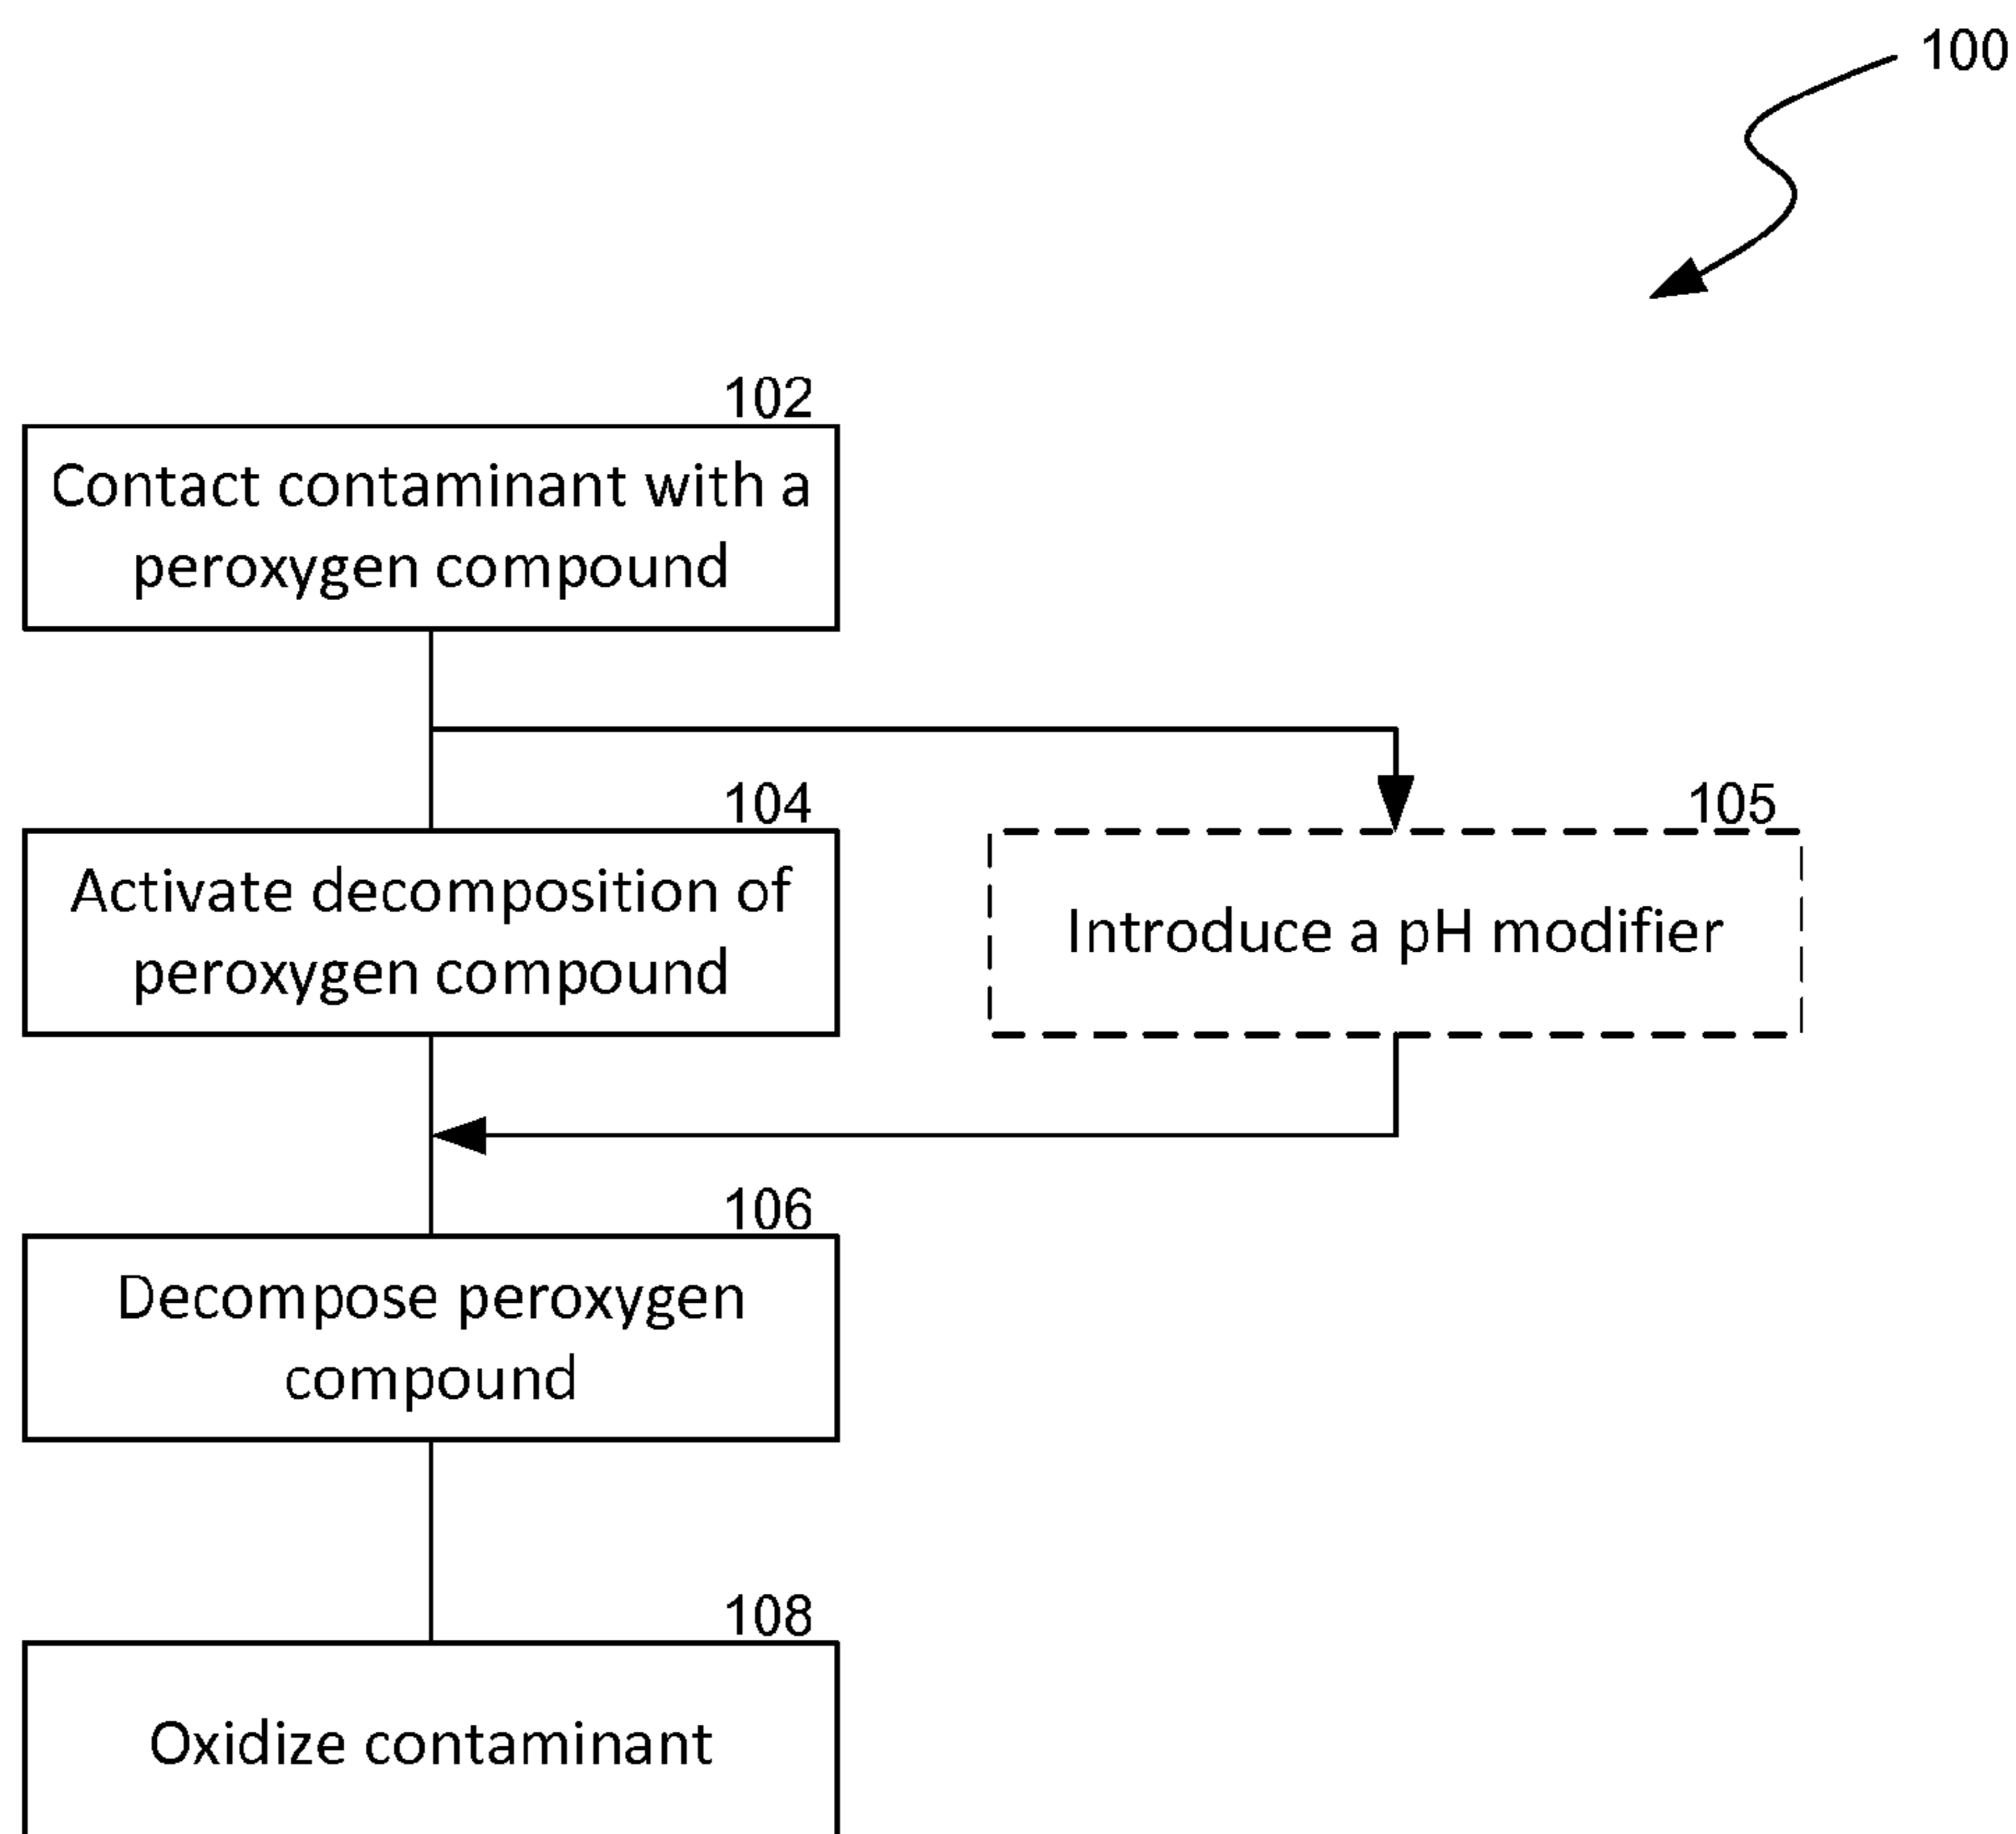 100
102
Contact contaminant with a
peroxygen compound
104
Activate decomposition of
peroxygen compound
105
Introduce a pH modifier
106
Decompose peroxygen
compound
108
Oxidize contaminant